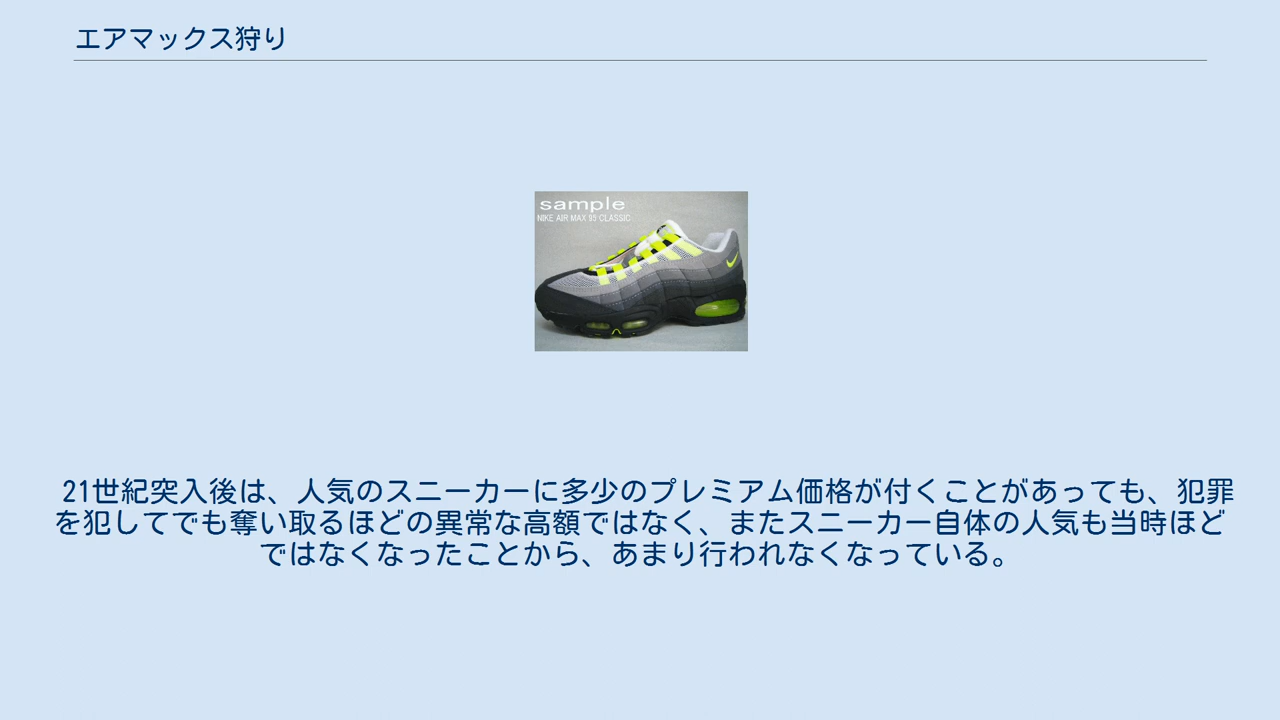 エアマックス狩り
sample
NIKE AIR MAX 95 CLASSIC
21世紀突入後は、人気のスニーカーに多少のプレミアム価格が付くことがあっても、犯罪
を犯してでも奪い取るほどの異常な高額ではなく、またスニーカー自体の人気も当時ほど
ではなくなったことから、あまり行われなくなっている。